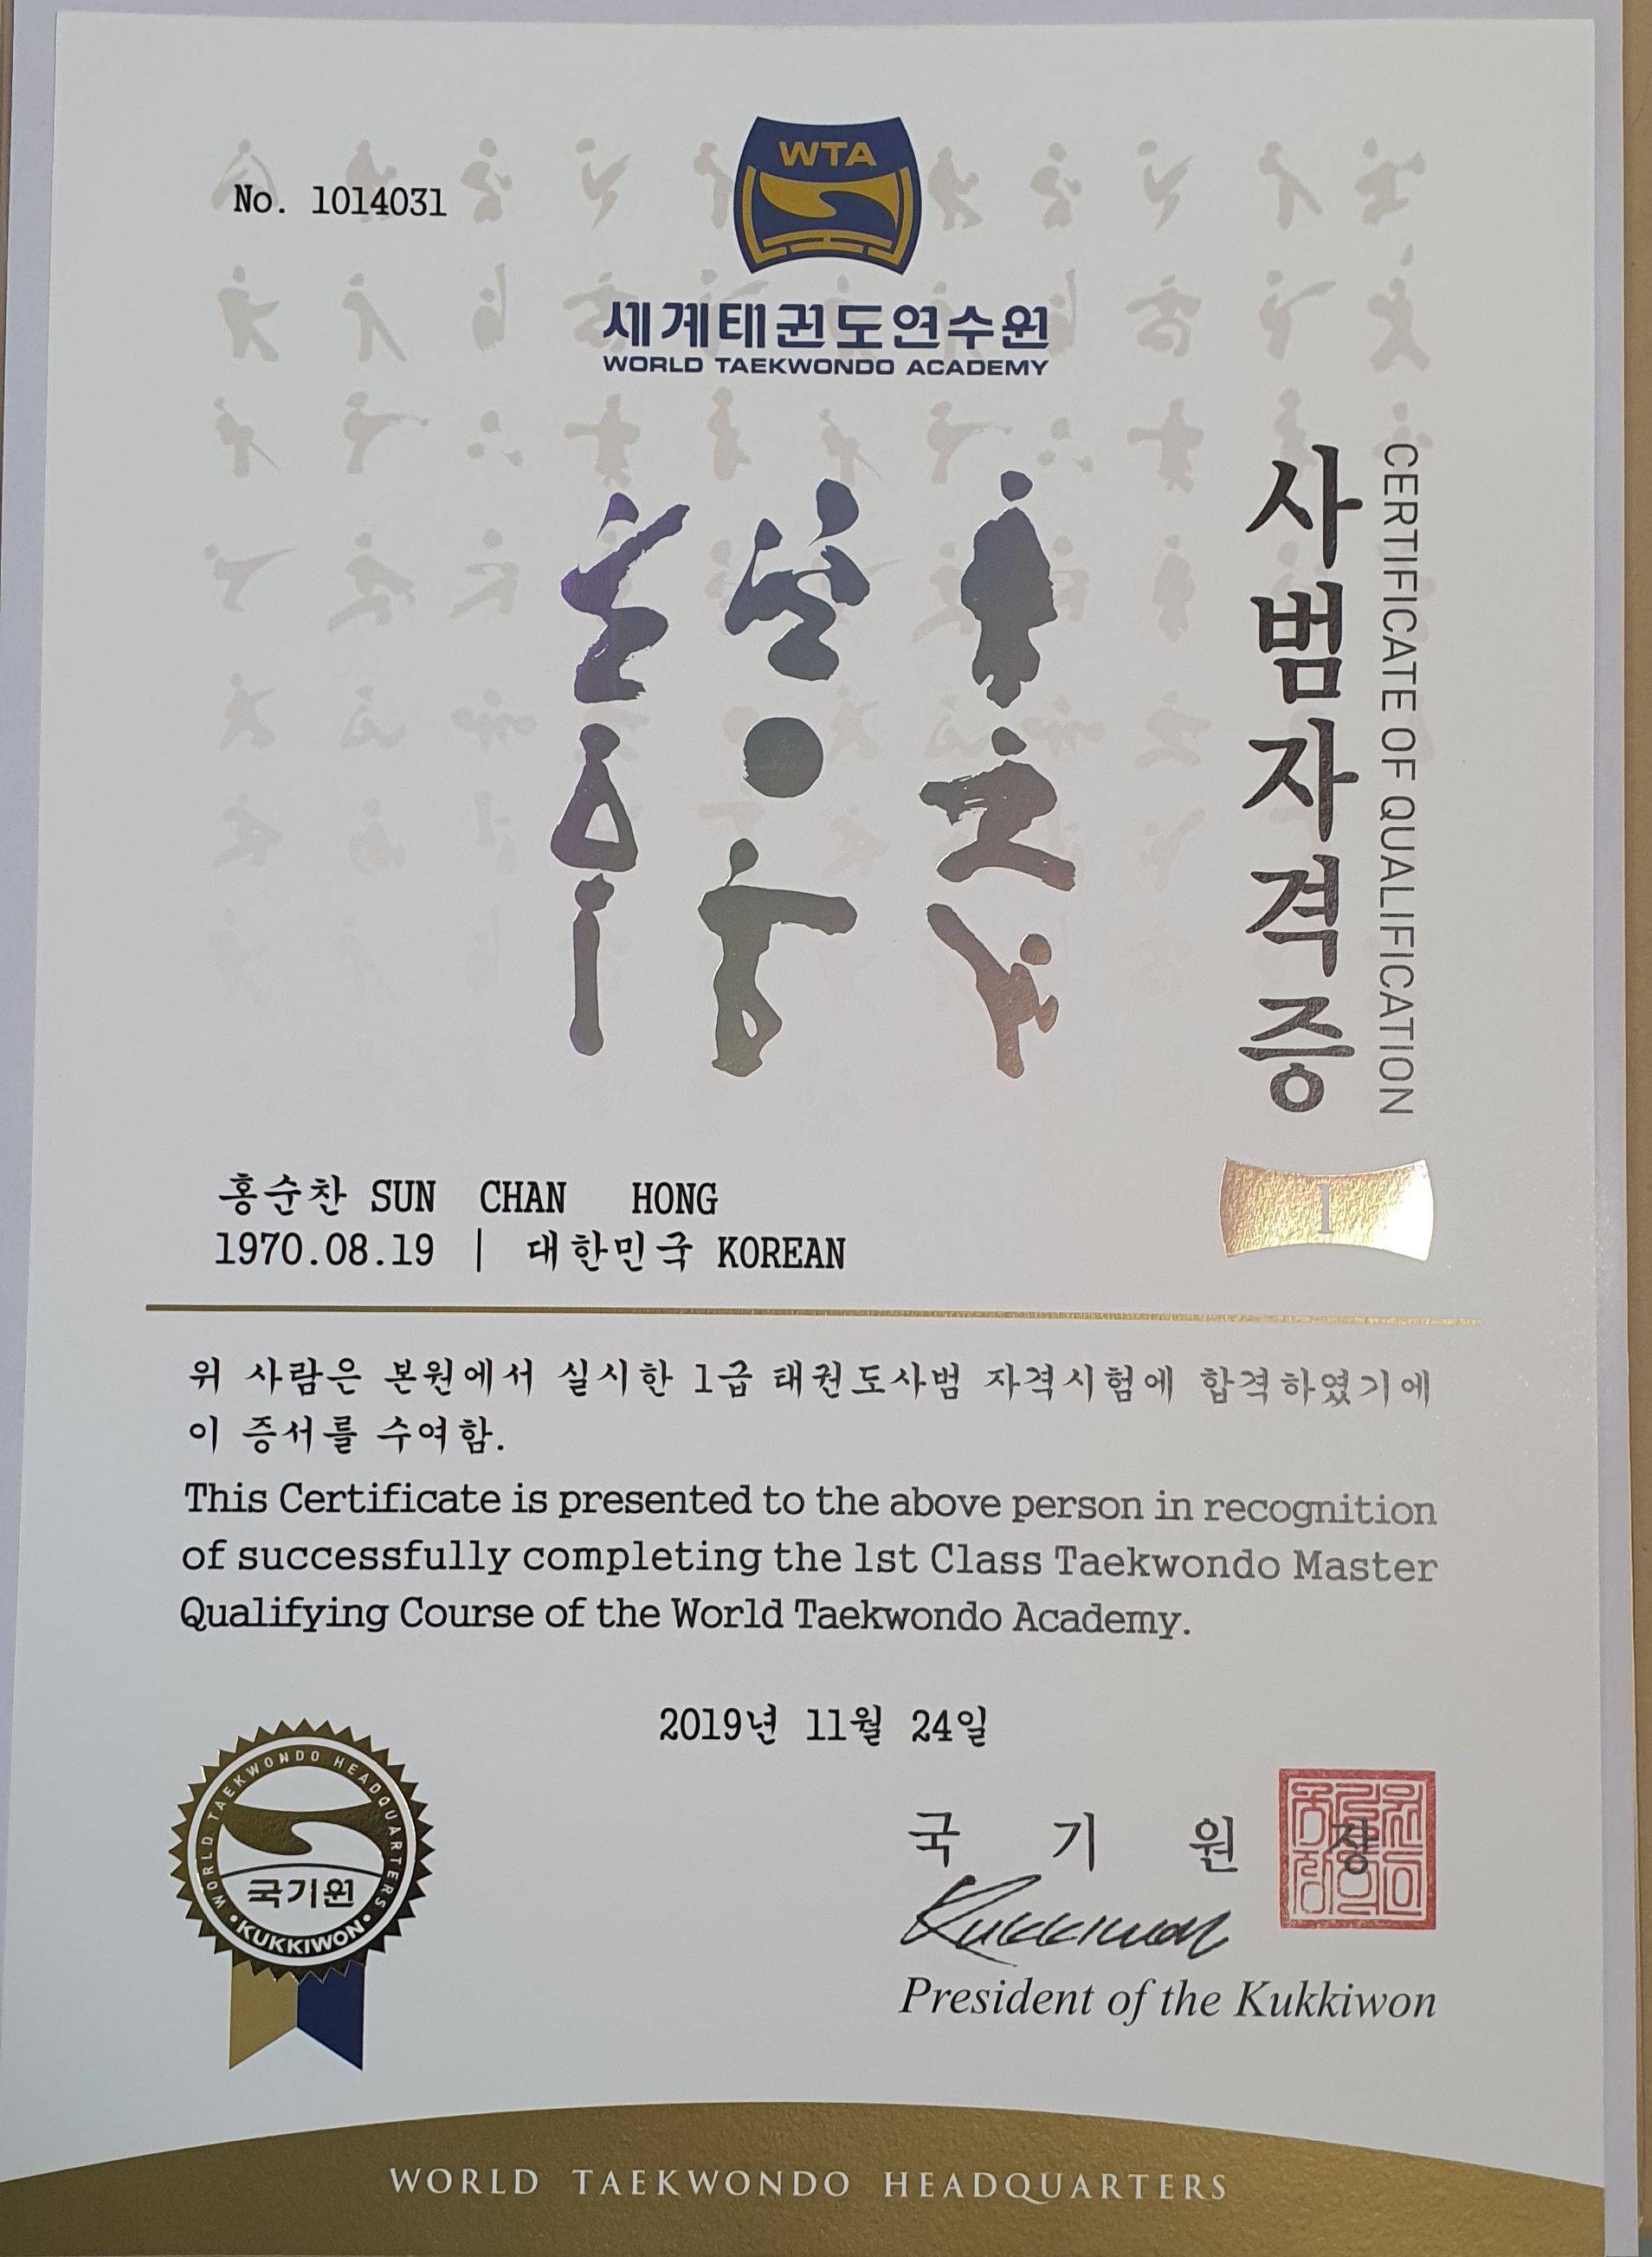 No. 1014031
WTA
세계태권도연수원
WORLD TAEKWONDO ACADEMY
사범자격증
CERTIFICATE OF QUALIFICATION
I
홍순찬 SUN CHAN HONG
1970.08.19 | 대한민국 KOREAN
위 사람은 본원에서 실시한 1급 태권도사범 자격시험에 합격하였기에
이 증서를 수여함.
This Certificate is presented to the above person in recognition
of successfully completing the 1st Class Taekwondo Master
Qualifying Course of the World Taekwondo Academy.
2019년 11월 24일
WORLD TAEKWONDO HEADQUARTERS
국기원
KUKKIWON
국 기 원 장
Kukkiwon
President of the Kukkiwon
WORLD TAEKWONDO HEADQUARTERS